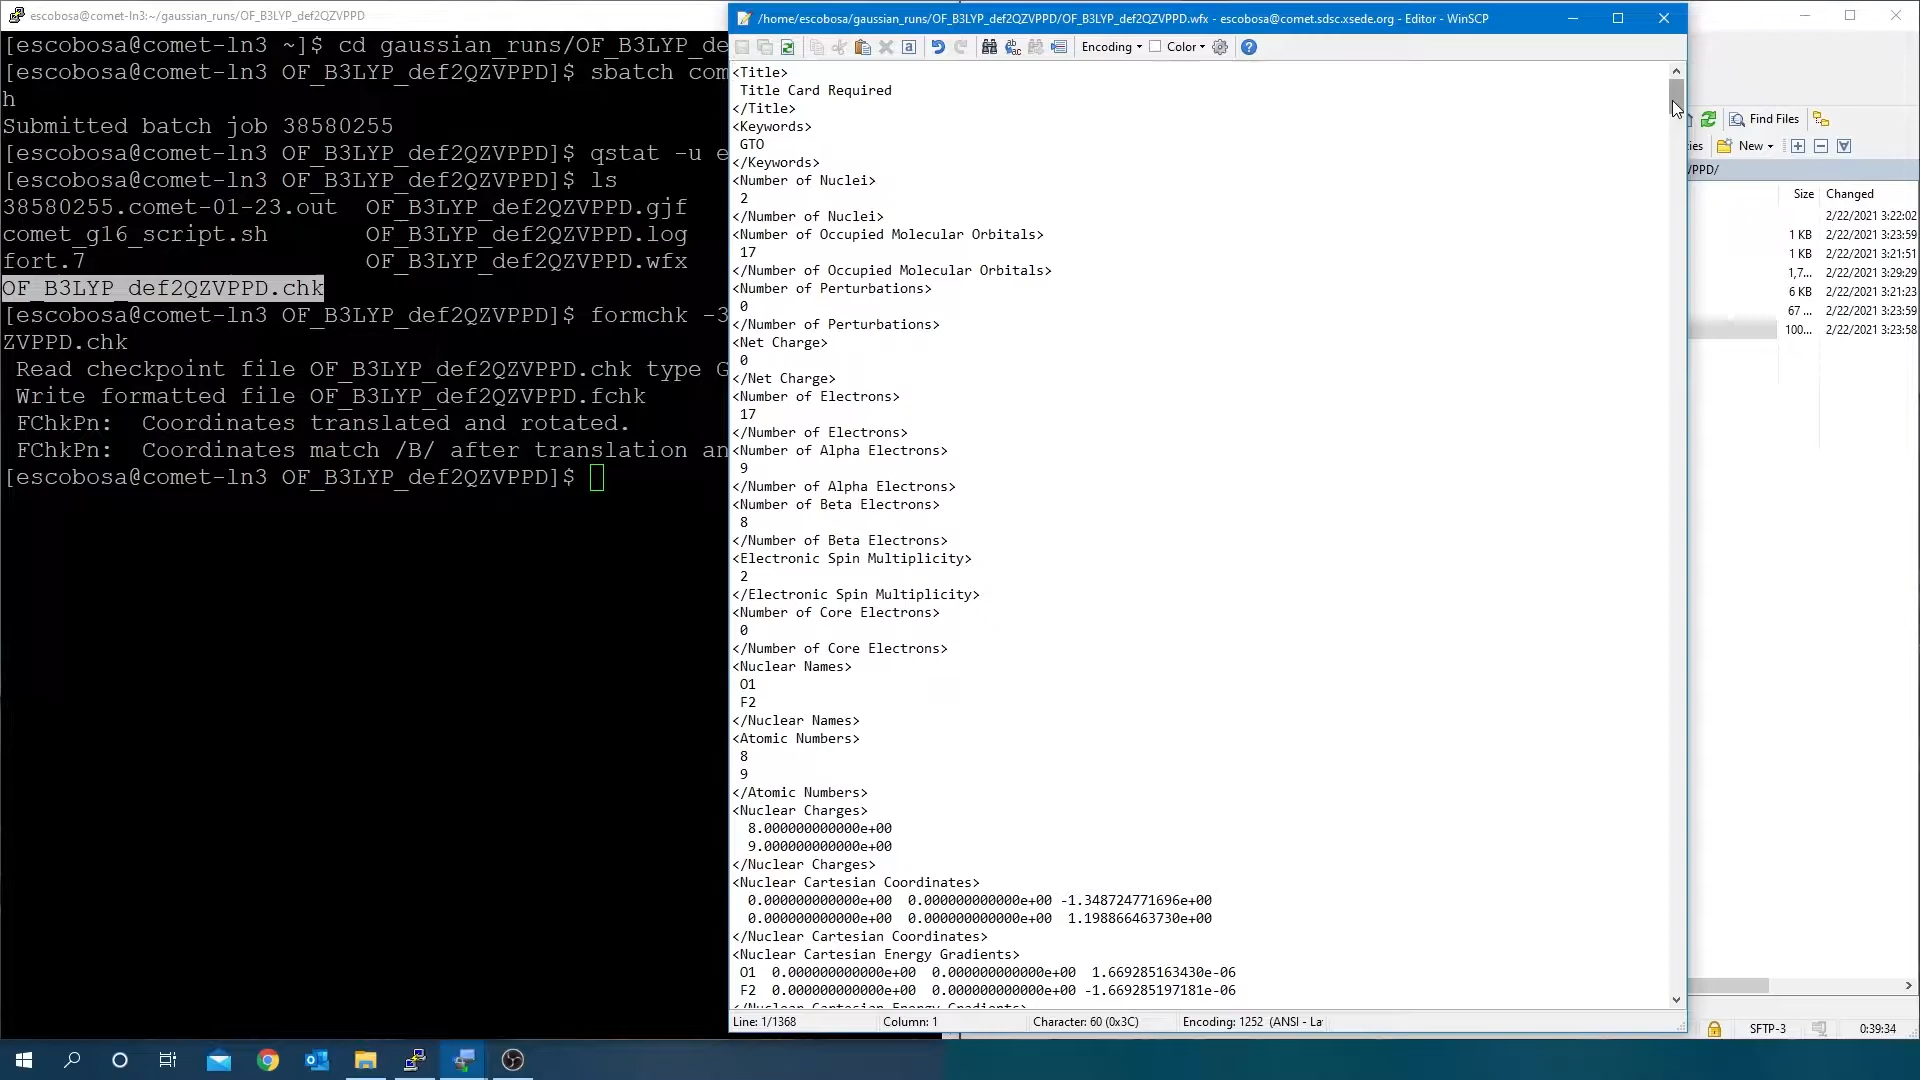 escobosa@comet-ln3:~/gaussian_runs/OF_B3LYP_def2QZVPPD
[escobosa@comet-ln3 ~]$ cd gaussian_runs/OF_B3LYP_de
[escobosa@comet-ln3 OF_B3LYP_def2QZVPPD]$ sbatch com
h
Submitted batch job 38580255
[escobosa@comet-ln3 OF_B3LYP_def2QZVPPD]$ qstat -u e
[escobosa@comet-ln3 OF_B3LYP_def2QZVPPD]$ ls
38580255.comet-01-23.out OF_B3LYP_def2QZVPPD.gjf
comet_g16_script.sh OF_B3LYP_def2QZVPPD.log
fort.7 OF_B3LYP_def2QZVPPD.wfx
OF_B3LYP_def2QZVPPD.chk
[escobosa@comet-ln3 OF_B3LYP_def2QZVPPD]$ formchk -3
ZVPPD.chk
Read checkpoint file OF_B3LYP_def2QZVPPD.chk type G
Write formatted file OF_B3LYP_def2QZVPPD.fchk
FChkPn: Coordinates translated and rotated.
FChkPn: Coordinates match /B/ after translation an
[escobosa@comet-ln3 OF_B3LYP_def2QZVPPD]$
/home/escobosa/gaussian_runs/OF_B3LYP_def2QZVPPD/OF_B3LYP_def2QZVPPD.wfx - escobosa@comet.sdsc.xsede.org - Editor - WinSCP
Encoding Color
<Title>
Title Card Required
</Title>
<Keywords>
GTO
</Keywords>
<Number of Nuclei>
2
</Number of Nuclei>
<Number of Occupied Molecular Orbitals>
17
</Number of Occupied Molecular Orbitals>
<Number of Perturbations>
0
</Number of Perturbations>
<Net Charge>
0
</Net Charge>
<Number of Electrons>
17
</Number of Electrons>
<Number of Alpha Electrons>
9
</Number of Alpha Electrons>
<Number of Beta Electrons>
8
</Number of Beta Electrons>
<Electronic Spin Multiplicity>
2
</Electronic Spin Multiplicity>
<Number of Core Electrons>
0
</Number of Core Electrons>
<Nuclear Names>
O1
F2
</Nuclear Names>
<Atomic Numbers>
8
9
</Atomic Numbers>
<Nuclear Charges>
8.000000000000e+00
9.000000000000e+00
</Nuclear Charges>
<Nuclear Cartesian Coordinates>
0.000000000000e+00 0.000000000000e+00 -1.348724771696e+00
0.000000000000e+00 0.000000000000e+00 1.198866463730e+00
</Nuclear Cartesian Coordinates>
<Nuclear Cartesian Energy Gradients>
O1 0.000000000000e+00 0.000000000000e+00 1.669285163430e-06
F2 0.000000000000e+00 0.000000000000e+00 -1.669285197181e-06
</Nuclear Cartesian Energy Gradients>
Line: 1/1368 Column: 1 Character: 60 (0x3C) Encoding: 1252 (ANSI - La
Find Files
ies New
VPPD/
Size Changed
2/22/2021 3:22:02
1 KB 2/22/2021 3:23:59
1 KB 2/22/2021 3:21:51
1,7... 2/22/2021 3:29:29
6 KB 2/22/2021 3:21:23
67 ... 2/22/2021 3:23:59
100... 2/22/2021 3:23:58
SFTP-3 0:39:34